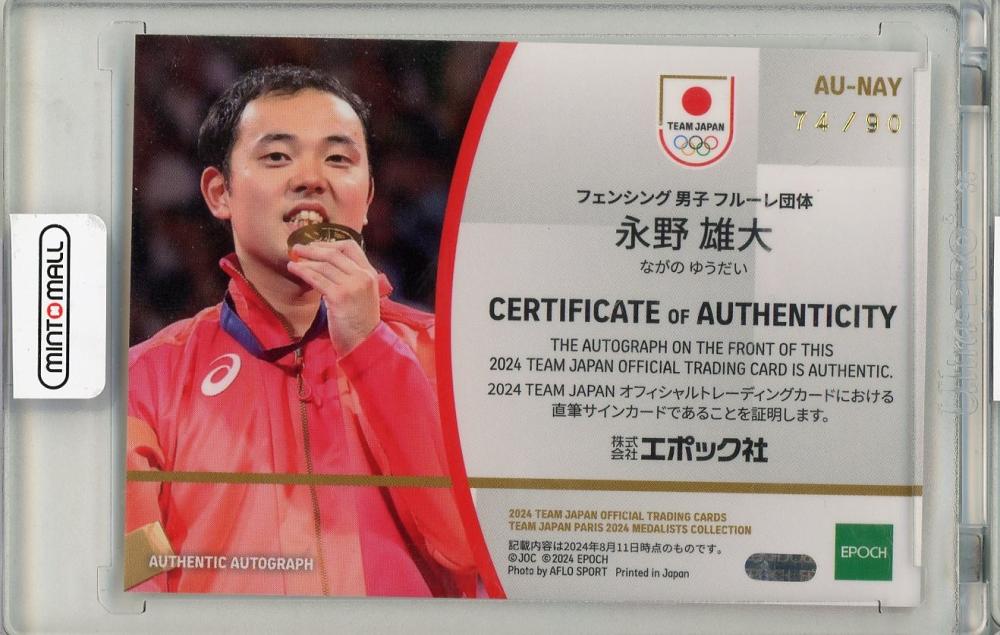 AU-NAY
74/90
TEAM JAPAN
フェンシング 男子 フルーレ団体
永野 雄大
ながの ゆうだい
CERTIFICATE OF AUTHENTICITY
THE AUTOGRAPH ON THE FRONT OF THIS
2024 TEAM JAPAN OFFICIAL TRADING CARD IS AUTHENTIC.
2024 TEAM JAPAN オフィシャルトレーディングカードにおける
直筆サインカードであることを証明します。
株式会社 エポック社
2024 TEAM JAPAN OFFICIAL TRADING CARDS
TEAM JAPAN PARIS 2024 MEDALISTS COLLECTION
記載内容は2024年8月11日時点のものです。
©JOC ©2024 EPOCH
Photo by AFLO SPORT Printed in Japan
EPOCH
AUTHENTIC AUTOGRAPH
MINTOMALL